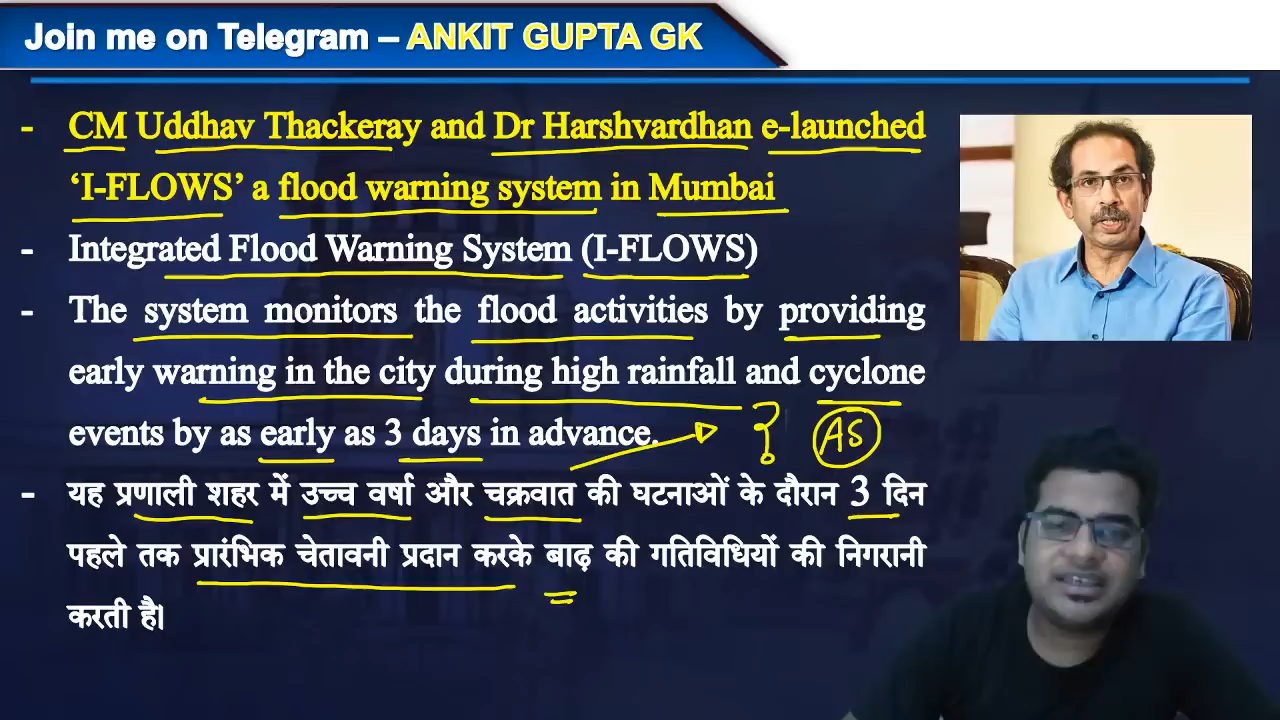 Join me on Telegram – ANKIT GUPTA GK
- CM Uddhav Thackeray and Dr Harshvardhan e-launched
‘I-FLOWS’ a flood warning system in Mumbai
- Integrated Flood Warning System (I-FLOWS)
- The system monitors the flood activities by providing
early warning in the city during high rainfall and cyclone
events by as early as 3 days in advance.
AS
- यह प्रणाली शहर में उच्च वर्षा और चक्रवात की घटनाओं के दौरान 3 दिन
पहले तक प्रारंभिक चेतावनी प्रदान करके बाढ़ की गतिविधियों की निगरानी
करती है।